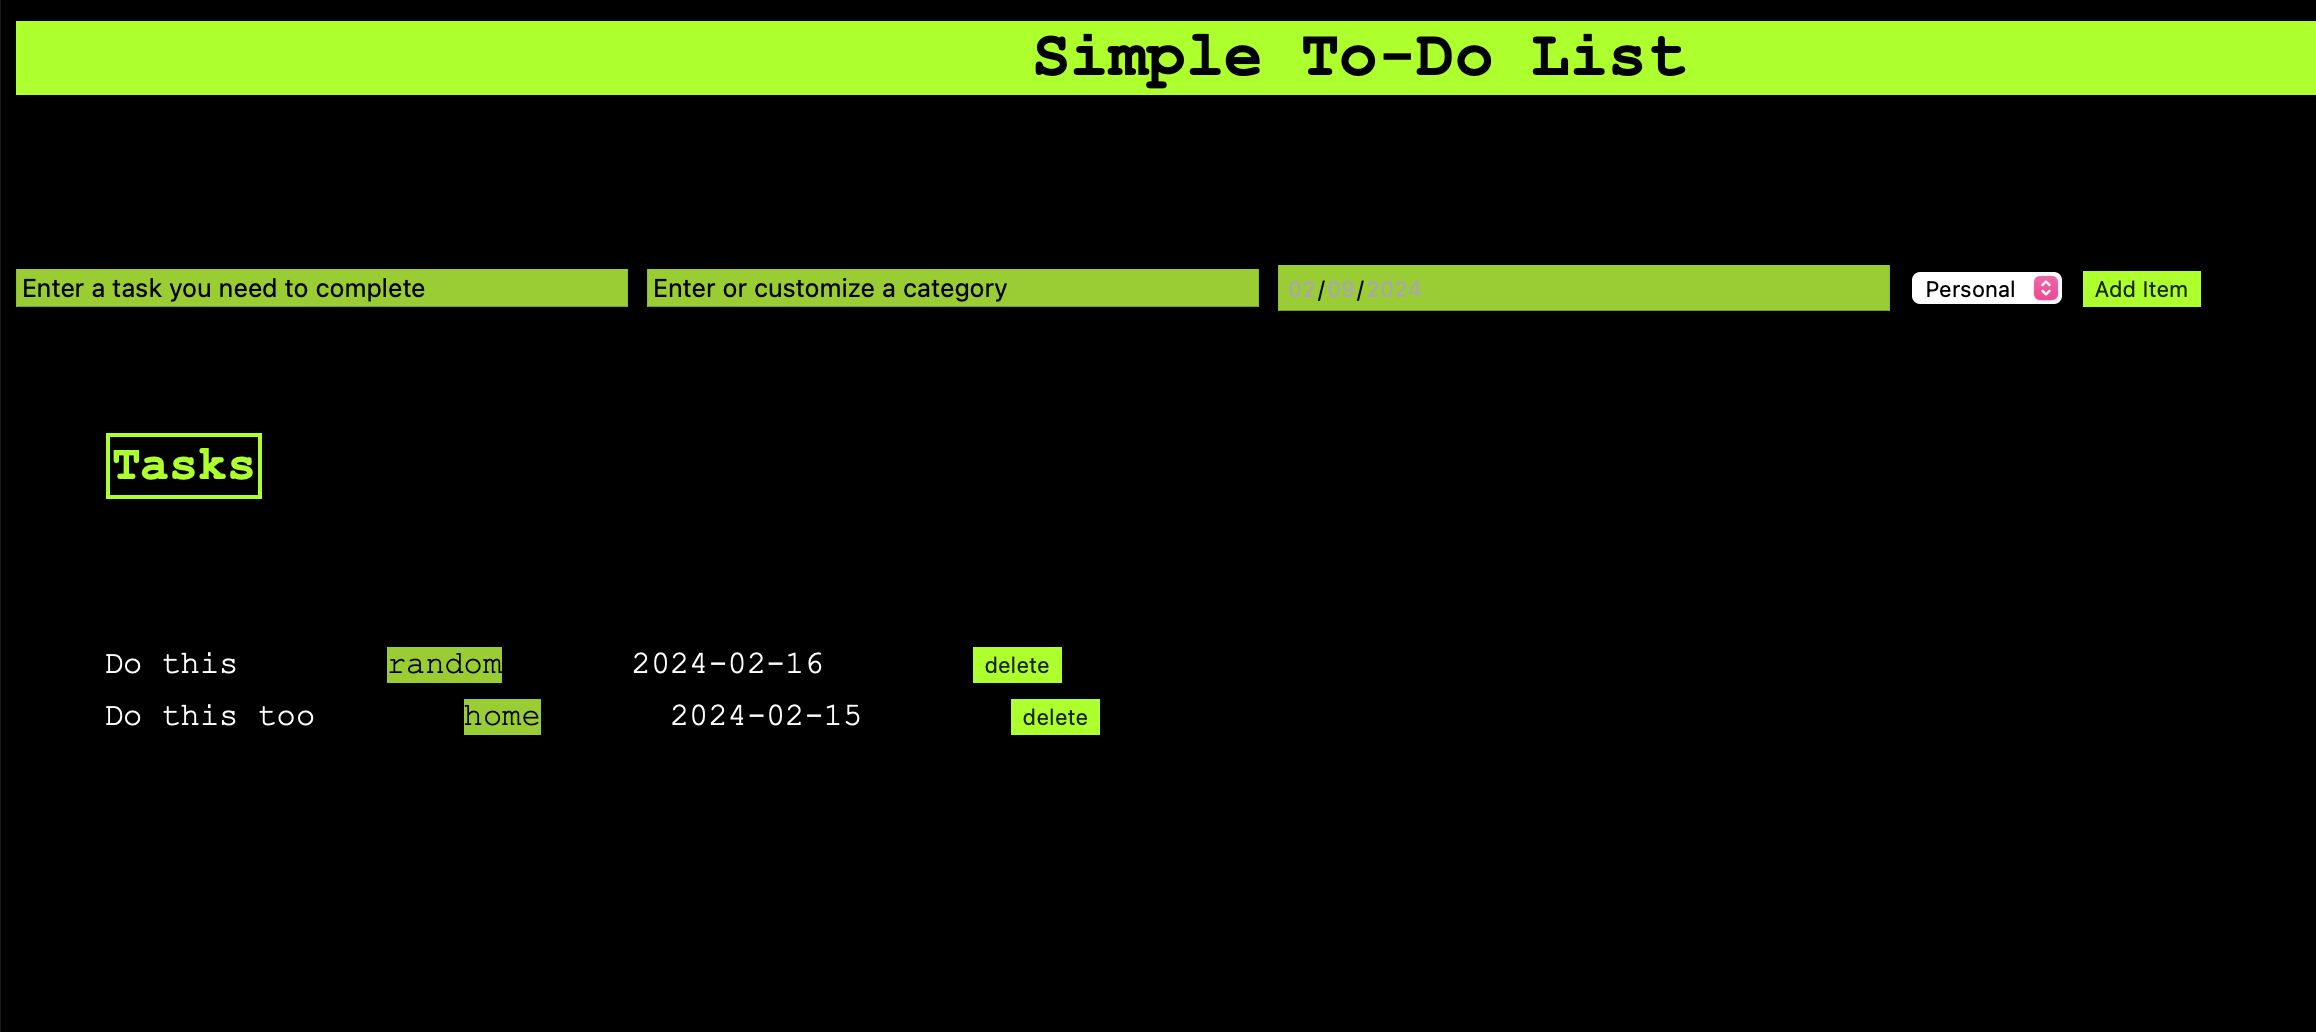 Simple To-Do List
Enter a task you need to complete Enter or customize a category 02/09/2024 Personal Add Item
Tasks
Do this random 2024-02-16 delete
Do this too home 2024-02-15 delete